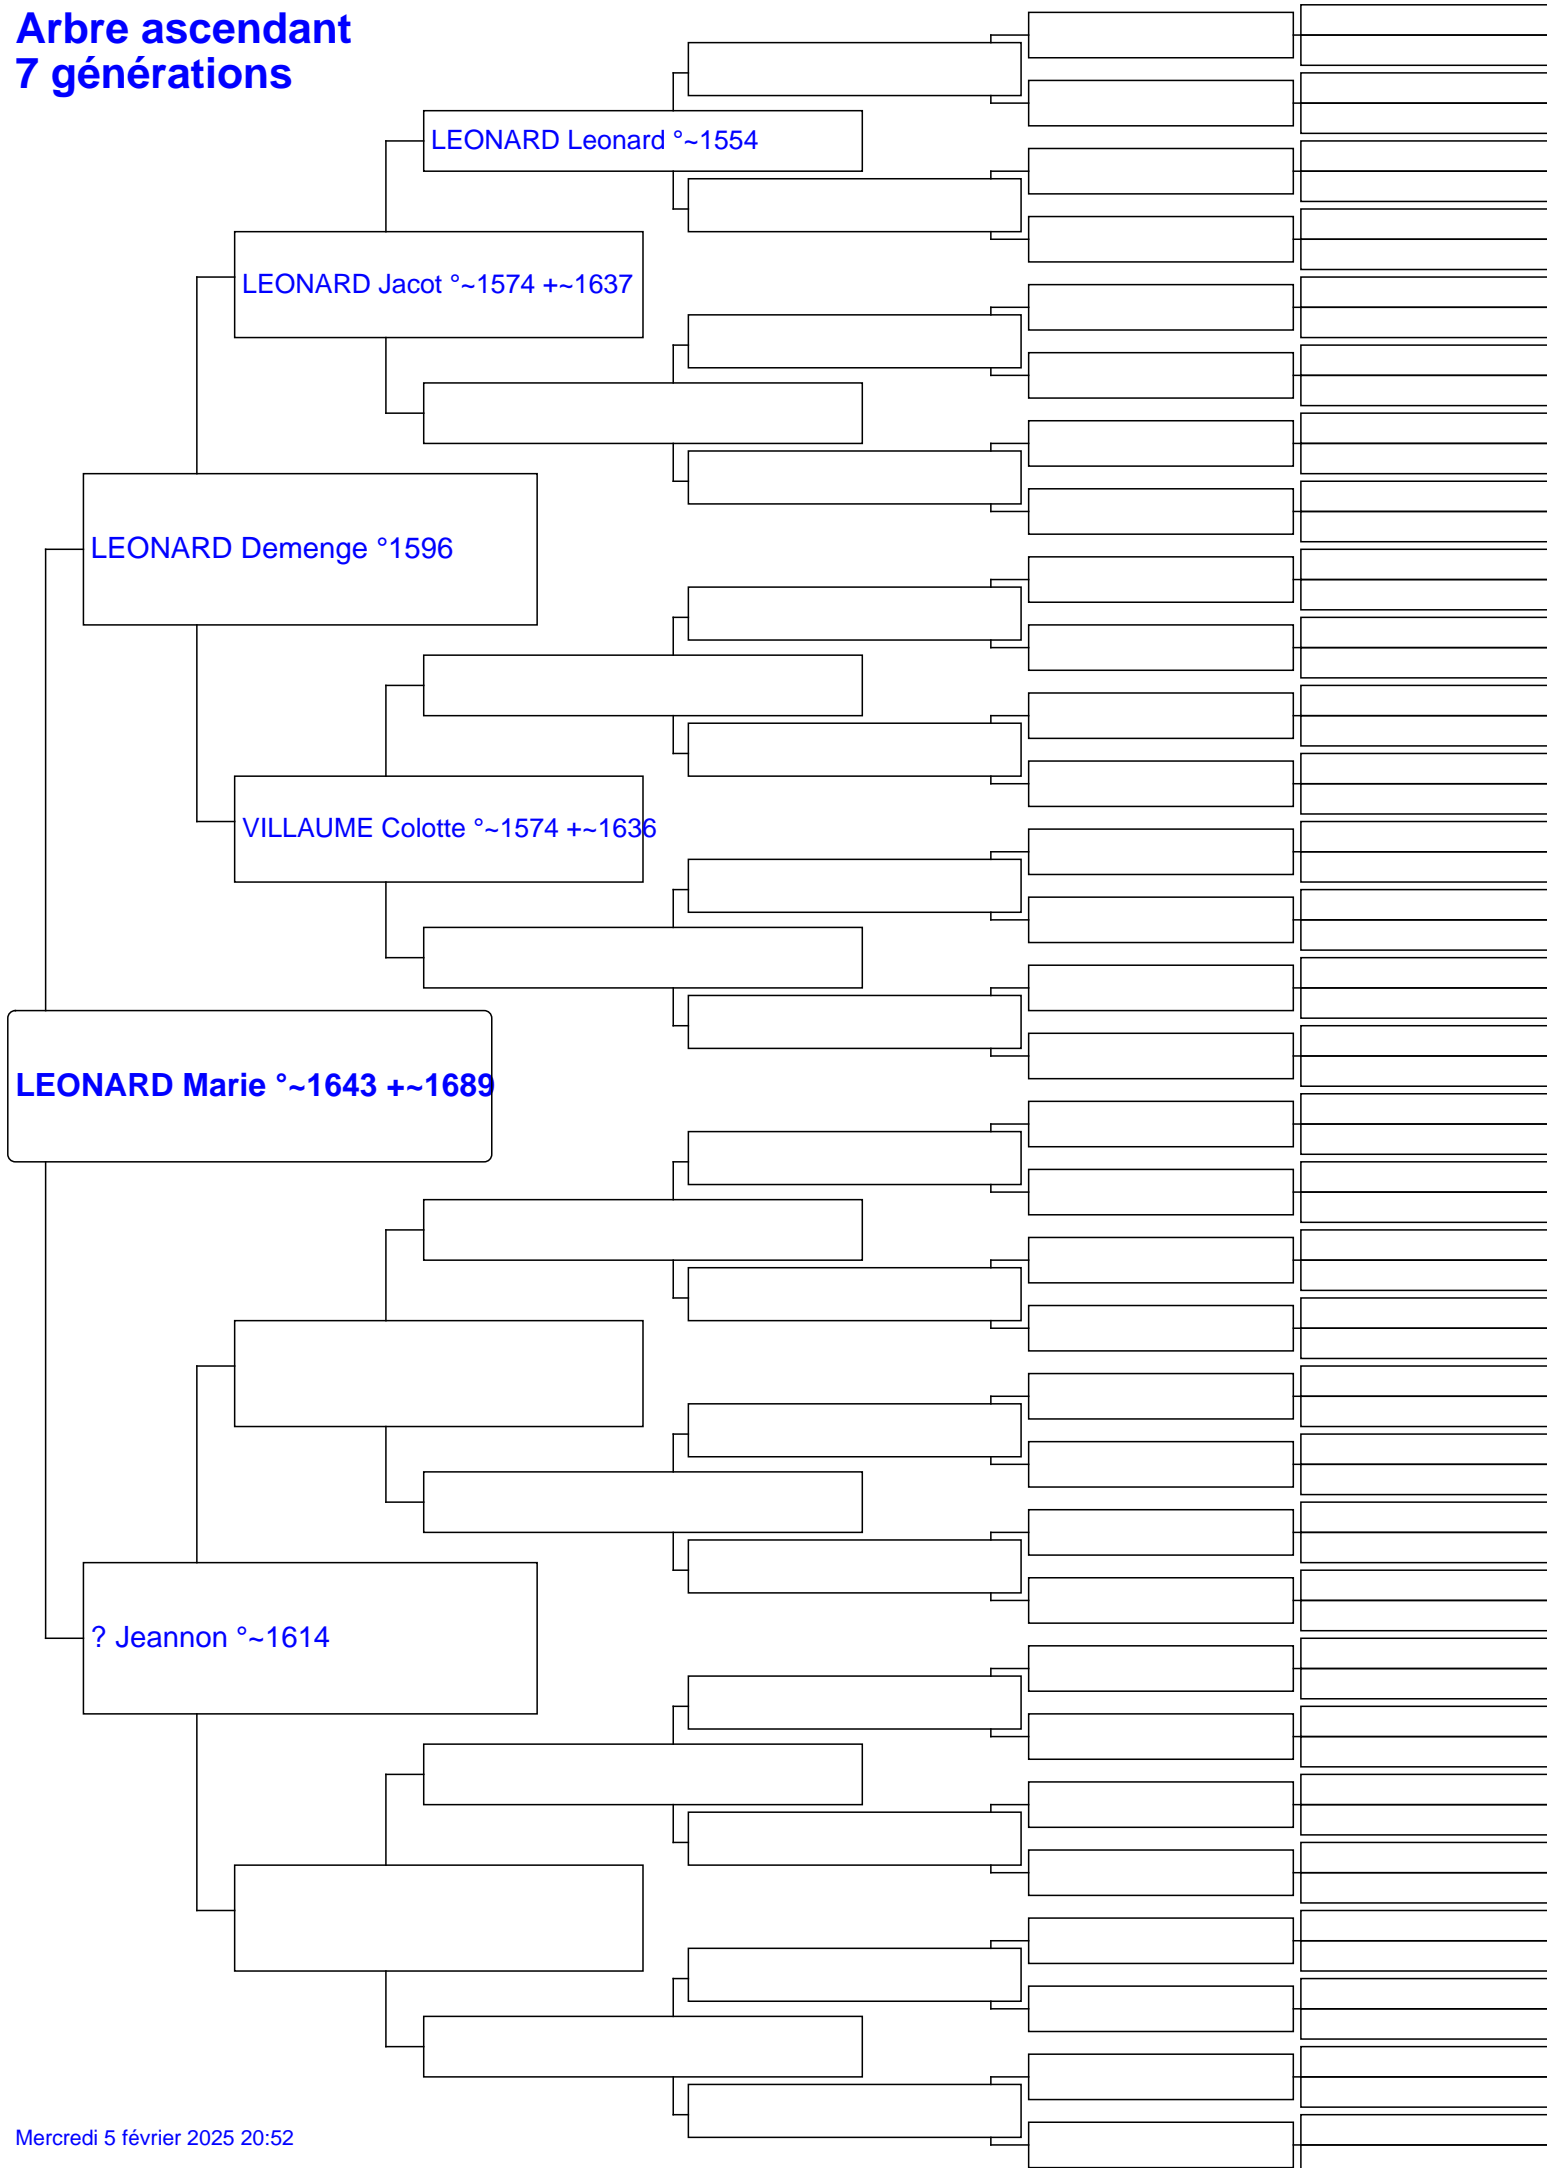 Arbre ascendant
7 générations
LEONARD Leonard °~1554
LEONARD Jacot °~1574 +~1637
LEONARD Demenge °1596
VILLAUME Colotte °~1574 +~1636
LEONARD Marie °~1643 +~1689
? Jeannon °~1614
Mercredi 5 février 2025 20:52